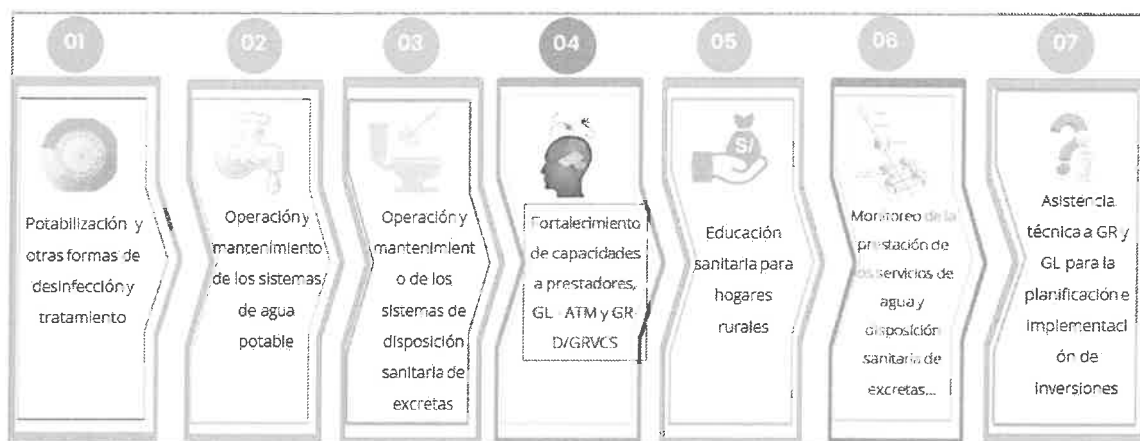 01
Potabilización y
otras formas de
desinfección y
tratamiento
02
Operación y
mantenimiento
de los sistemas
de agua
potable
03
Operación y
mantenimient
o de los
sistemas de
disposición
sanitaria de
excretas
04
Fortalecimiento
de capacidades
a prestadores,
GL - ATM y GR-
D/GRVCS
05
S/
Educación
sanitaria para
hogares
rurales
06
Monitoreo de la
prestación de
los servicios de
agua y
disposición
sanitaria de
excretas...
07
Asistencia
técnica a GR y
GL para la
planificación e
implementaci
ón de
inversiones